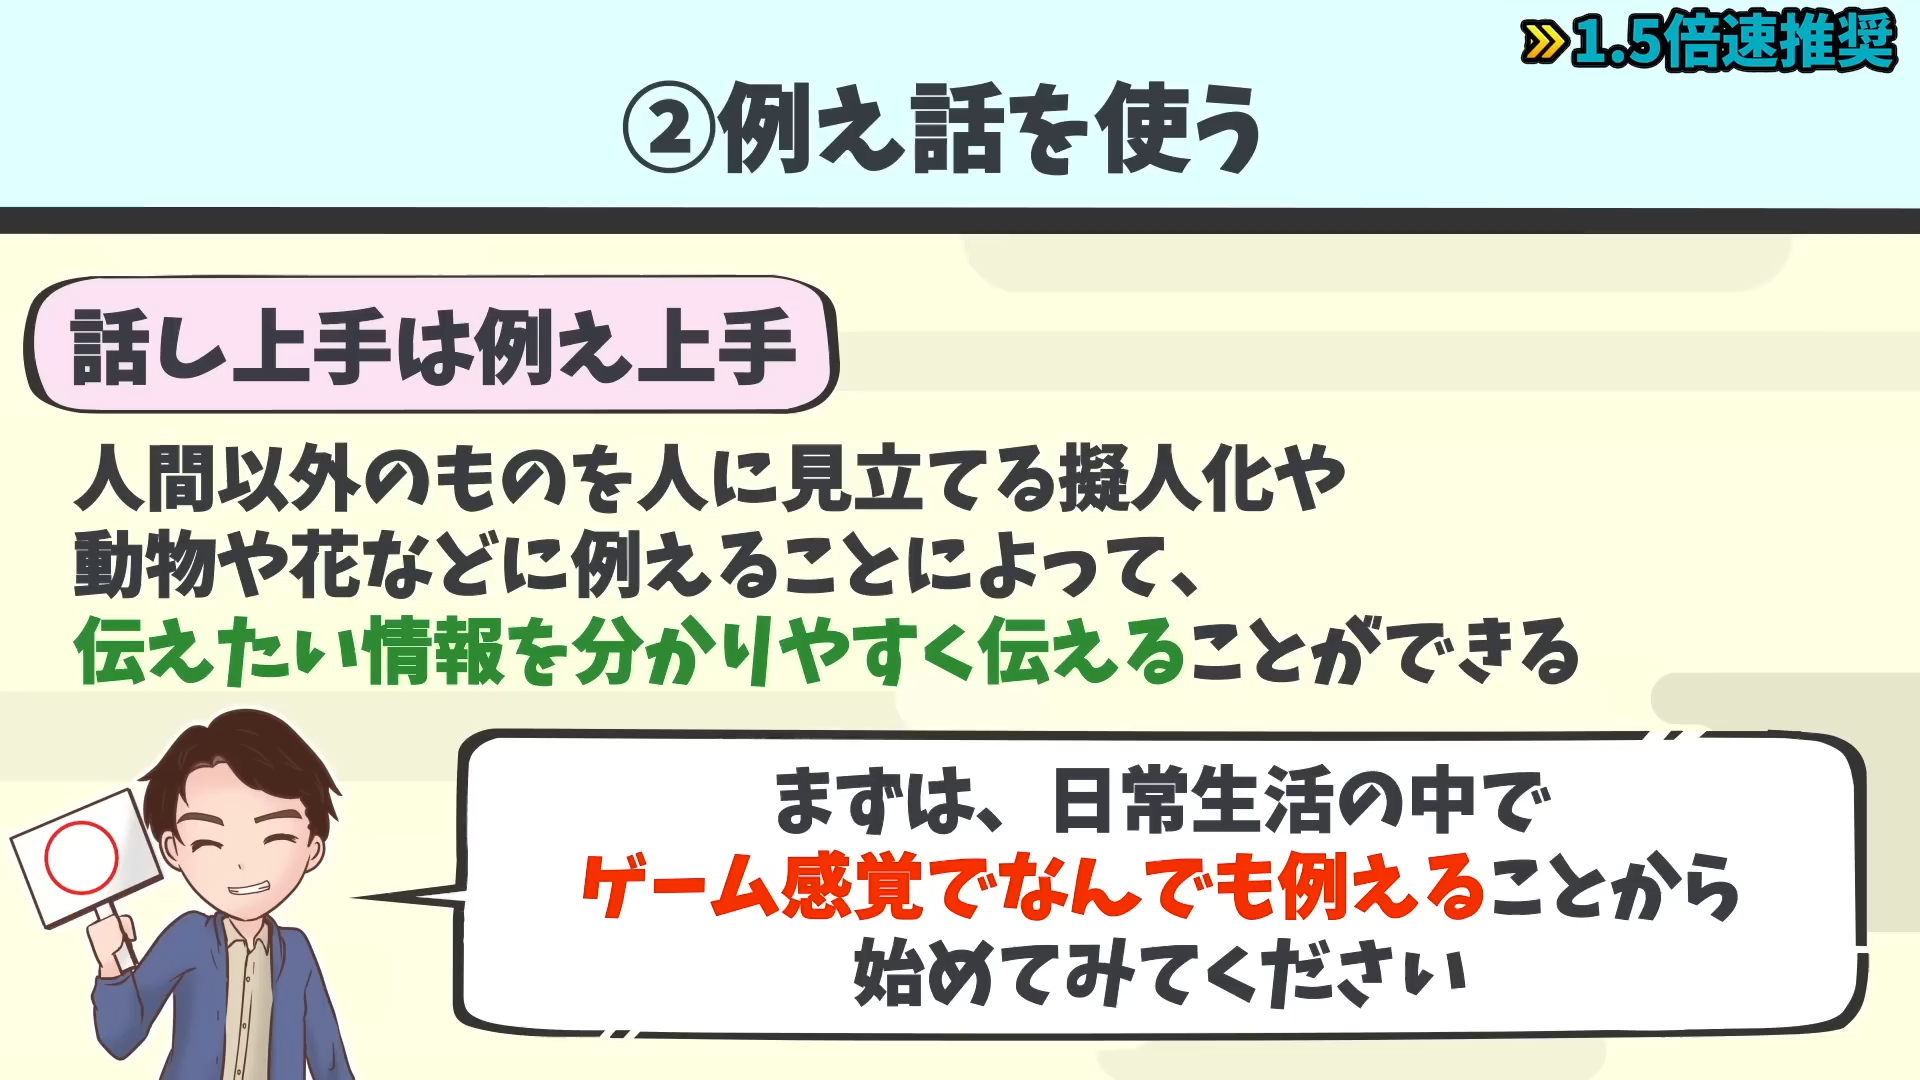 1.5倍速推奨
②例え話を使う
話し上手は例え上手
人間以外のものを人に見立てる擬人化や
動物や花などに例えることによって、
伝えたい情報を分かりやすく伝えることができる
まずは、日常生活の中で
ゲーム感覚でなんでも例えることから
始めてみてください